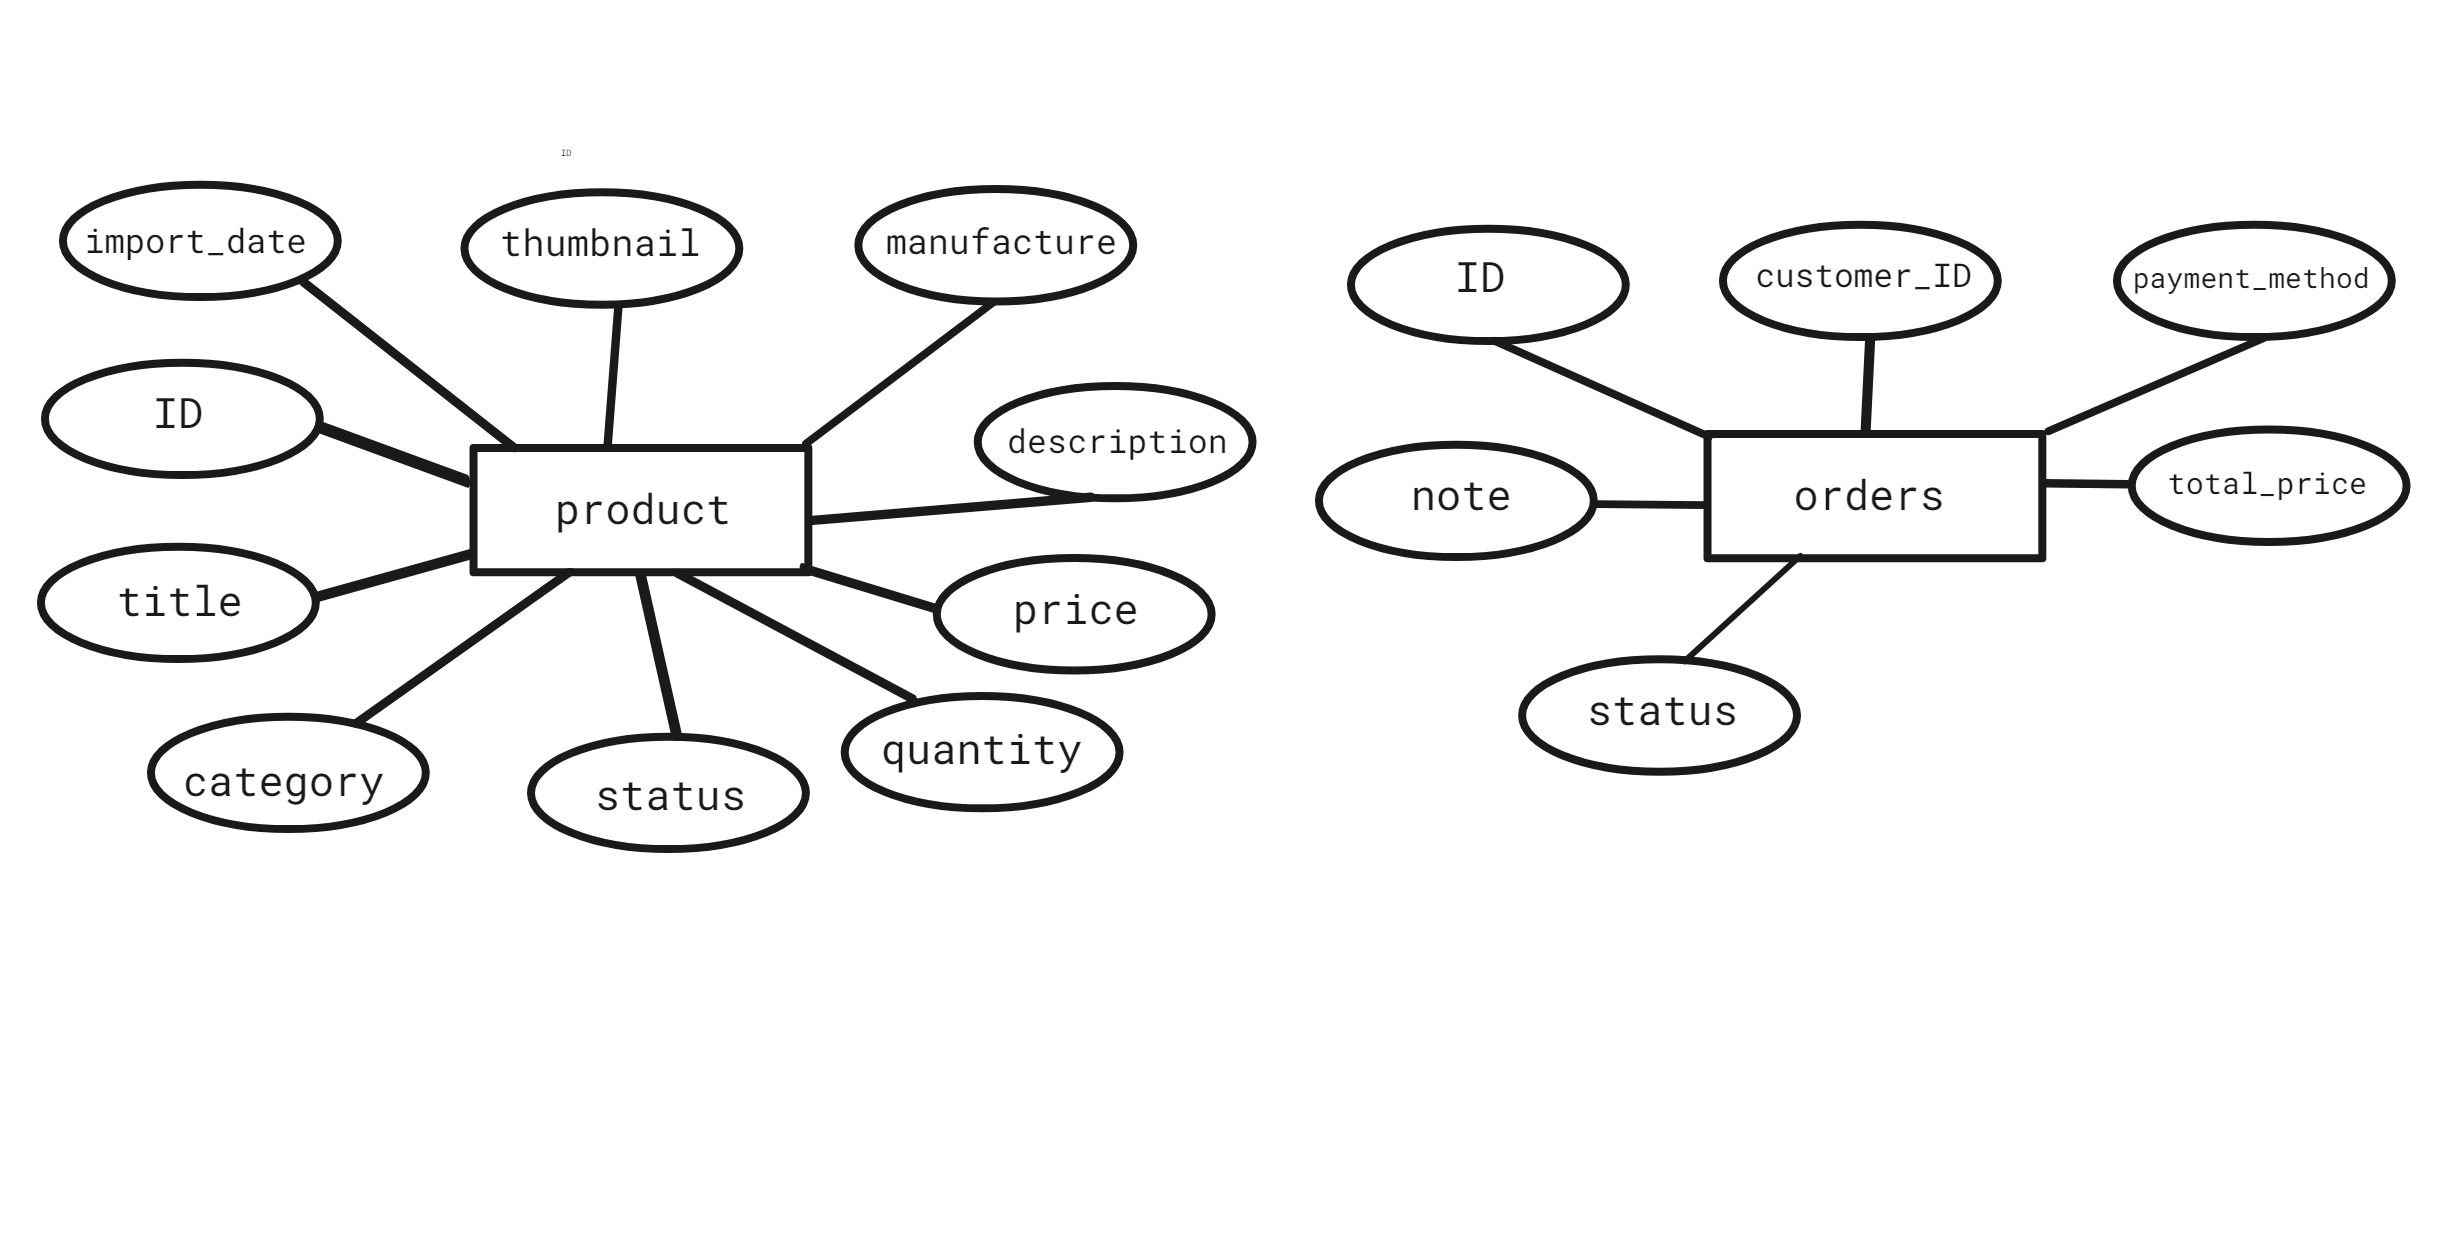 ID
import_date
thumbnail
manufacture
ID
description
product
title
price
category
status
quantity
ID
customer_ID
payment_method
note
orders
total_price
status